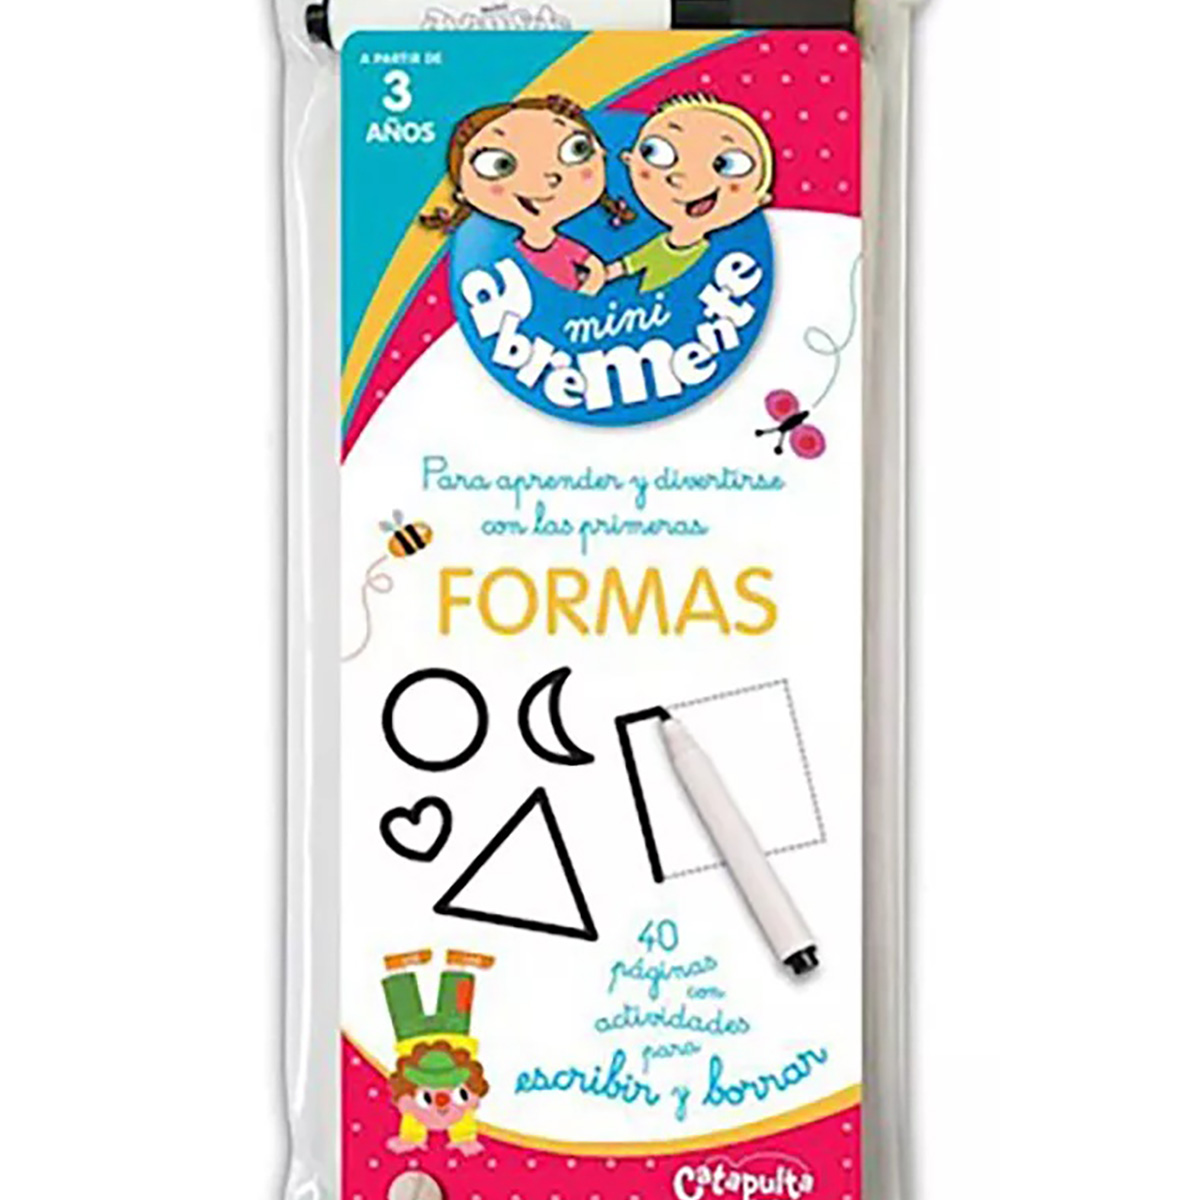 A PARTIR DE
3
AÑOS
mini
abremente
Para aprender y divertirse
con las primeras
FORMAS
40
páginas
con
actividades
para
escribir y borrar
Catapulta